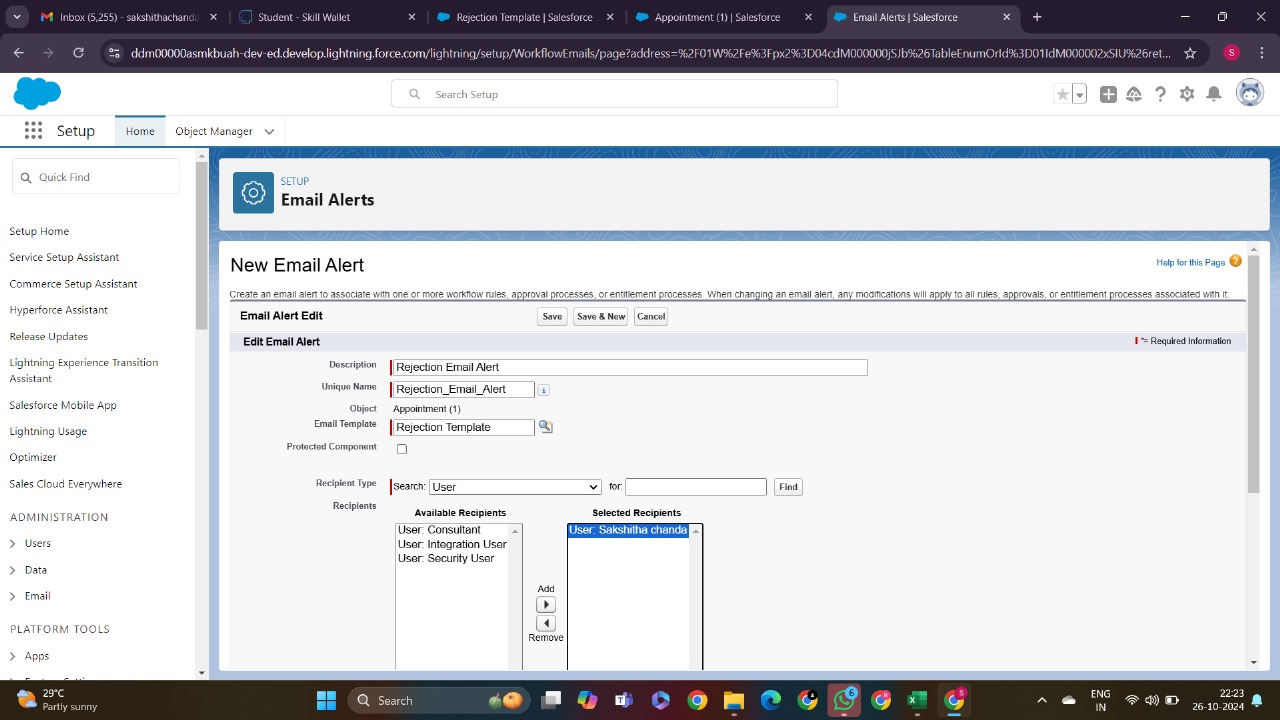 Inbox (5,255) - sakshithachanda
Student - Skill Wallet
Rejection Template | Salesforce
Appointment (1) | Salesforce
Email Alerts | Salesforce
ddm00000asmkbuah-dev-ed.develop.lightning.force.com/lightning/setup/WorkflowEmails/page?address=%2F01W%2Fe%3Fpx2%3D04cdM000000jSJb%26TableEnumOrId%3D01IdM000002xSIU%26ret...
S
Search Setup
Setup
Home
Object Manager
Quick Find
SETUP
Email Alerts
Setup Home
Service Setup Assistant
Commerce Setup Assistant
Hyperforce Assistant
Release Updates
Lightning Experience Transition
Assistant
Salesforce Mobile App
Lightning Usage
Optimizer
Sales Cloud Everywhere
ADMINISTRATION
Users
Data
Email
PLATFORM TOOLS
Apps
New Email Alert
Help for this Page
Create an email alert to associate with one or more workflow rules, approval processes, or entitlement processes. When changing an email alert, any modifications will apply to all rules, approvals, or entitlement processes associated with it.
Email Alert Edit
Save
Save & New
Cancel
Edit Email Alert
= Required Information
Description
Rejection Email Alert
Unique Name
Rejection_Email_Alert
i
Object
Appointment (1)
Email Template
Rejection Template
Protected Component
Recipient Type
Search: User
for:
Find
Recipients
Available Recipients
Selected Recipients
User: Consultant
User: Integration User
User: Security User
User: Sakshitha chanda
Add
Remove
29°C
Partly sunny
Search
6
ENG
IN
22:23
26-10-2024